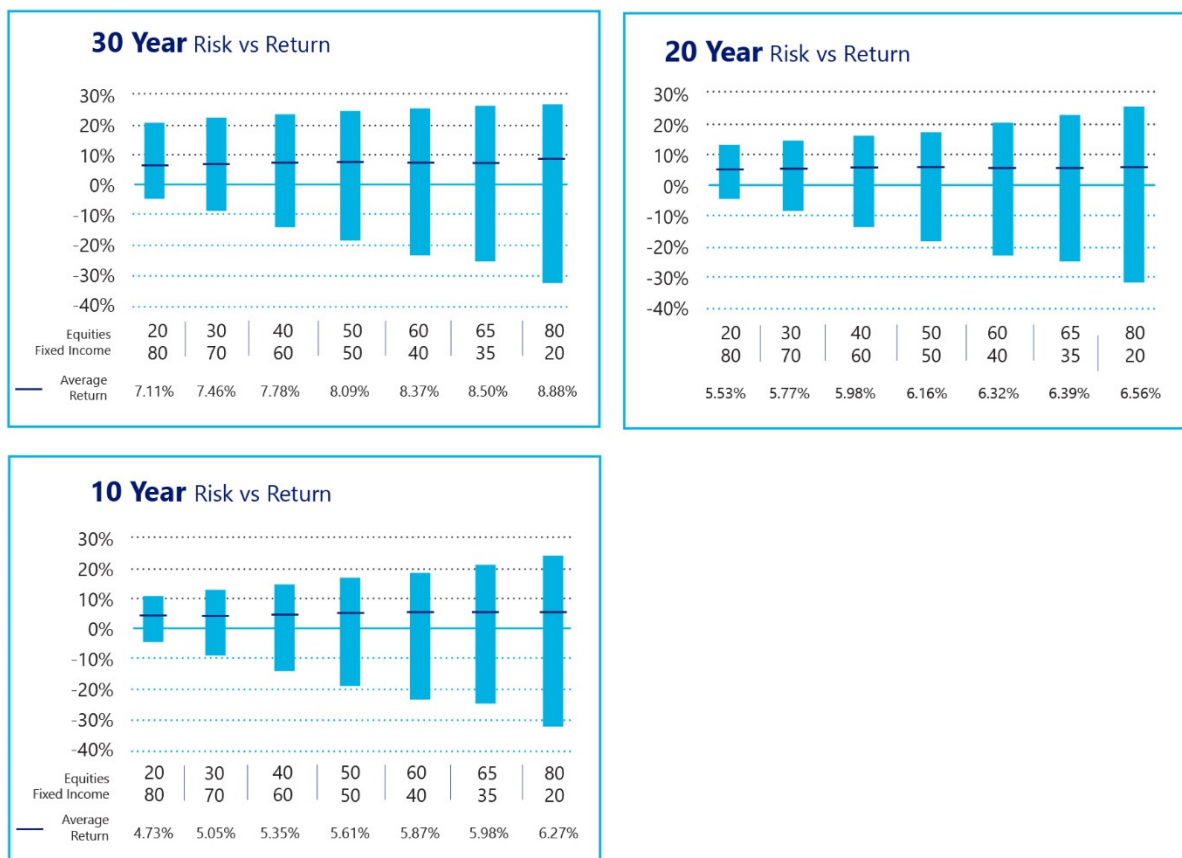 30 Year Risk vs Return
30%
20%
10%
0%
-10%
-20%
-30%
-40%
Equities 20 30 40 50 60 65 80
Fixed Income 80 70 60 50 40 35 20
Average
Return 7.11% 7.46% 7.78% 8.09% 8.37% 8.50% 8.88%
20 Year Risk vs Return
30%
20%
10%
0%
-10%
-20%
-30%
-40%
20 30 40 50 60 65 80
80 70 60 50 40 35 20
5.53% 5.77% 5.98% 6.16% 6.32% 6.39% 6.56%
10 Year Risk vs Return
30%
20%
10%
0%
-10%
-20%
-30%
-40%
Equities 20 30 40 50 60 65 80
Fixed Income 80 70 60 50 40 35 20
Average
Return 4.73% 5.05% 5.35% 5.61% 5.87% 5.98% 6.27%